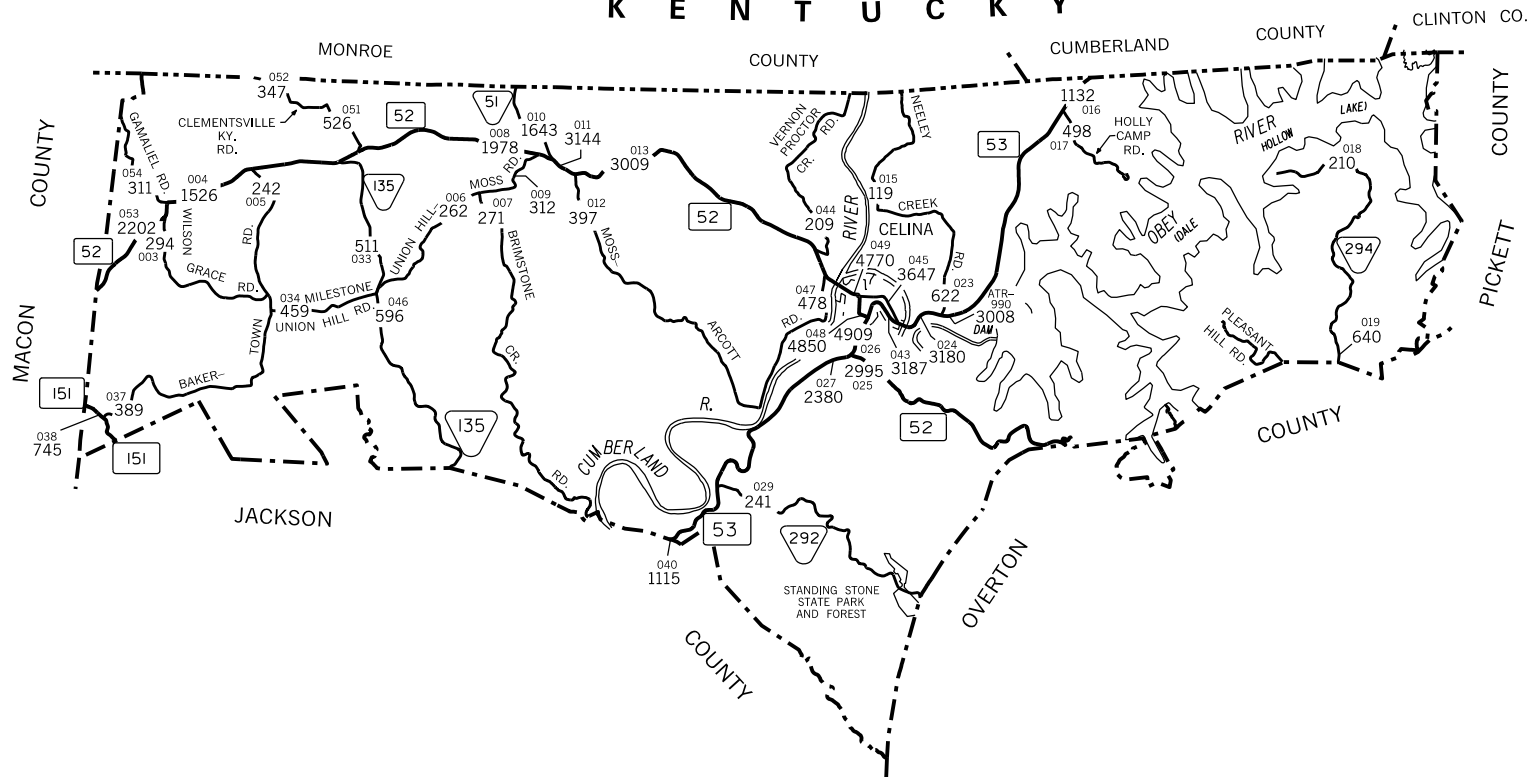 K E N T U C K Y
CLINTON CO.
MONROE
COUNTY
CUMBERLAND
COUNTY
052
347
CLEMENTSVILLE
KY.
RD.
051
526
52
51
008
1978
010
1643
011
3144
013
3009
VERNON
PROCTOR
CR.
RD.
NEELEY
53
1132
016
498
017
HOLLY
CAMP
RD.
RIVER
HOLLOW
LAKE)
018
210
COUNTY
COUNTY
GAMALIEL RD.
054
311
004
1526
242
005
135
MOSS RD.
006
262
007
271
009
312
012
397
52
015
119
CREEK
RD.
044
209
RIVER
CELINA
053
2202
294
003
WILSON
GRACE
RD.
RD.
511
033
UNION HILL-
BRIMSTONE
MOSS-
52
049
4770
045
3647
023
622
ATR-
990
3008
DAM
OBEY
(DALE
294
PICKETT
034
459
MILESTONE
UNION HILL RD.
046
596
047
478
RD.
048
4850
4909
026
2995
025
043
3187
024
3180
027
2380
PLEASANT
HILL RD.
019
640
MACON
TOWN
BAKER-
CR.
ARCOTT
151
037
389
038
745
151
135
R.
CUMBERLAND
RD.
52
COUNTY
JACKSON
029
241
53
292
040
1115
STANDING STONE
STATE PARK
AND FOREST
OVERTON
COUNTY